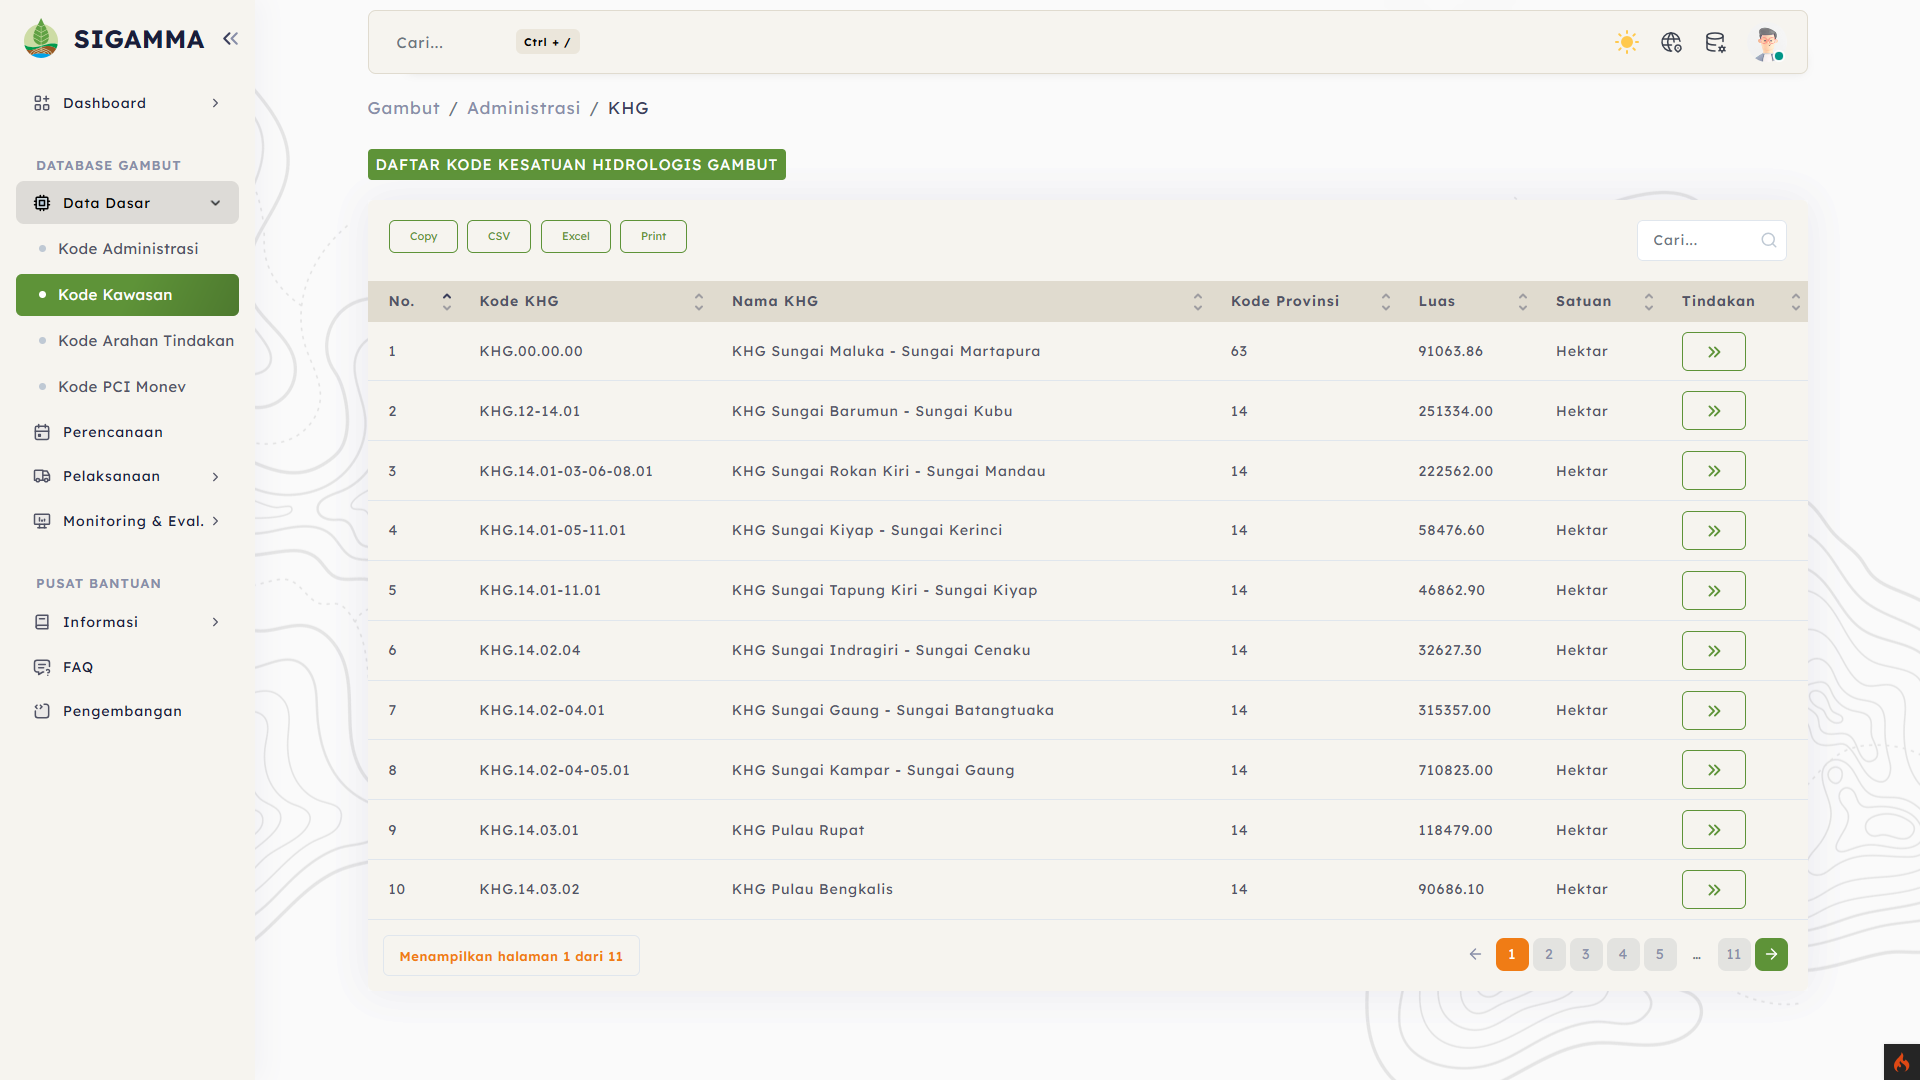 SIGAMMA
Cari...
Ctrl + /
Dashboard
DATABASE GAMBUT
Data Dasar
Kode Administrasi
Kode Kawasan
Kode Arahan Tindakan
Kode PCI Monev
Perencanaan
Pelaksanaan
Monitoring & Eval.
PUSAT BANTUAN
Informasi
FAQ
Pengembangan
Gambut / Administrasi / KHG
DAFTAR KODE KESATUAN HIDROLOGIS GAMBUT
Copy CSV Excel Print
Cari...
No. Kode KHG Nama KHG Kode Provinsi Luas Satuan Tindakan
1 KHG.00.00.00 KHG Sungai Maluka - Sungai Martapura 63 91063.86 Hektar
2 KHG.12-14.01 KHG Sungai Barumun - Sungai Kubu 14 251334.00 Hektar
3 KHG.14.01-03-06-08.01 KHG Sungai Rokan Kiri - Sungai Mandau 14 222562.00 Hektar
4 KHG.14.01-05-11.01 KHG Sungai Kiyap - Sungai Kerinci 14 58476.60 Hektar
5 KHG.14.01-11.01 KHG Sungai Tapung Kiri - Sungai Kiyap 14 46862.90 Hektar
6 KHG.14.02.04 KHG Sungai Indragiri - Sungai Cenaku 14 32627.30 Hektar
7 KHG.14.02-04.01 KHG Sungai Gaung - Sungai Batangtuaka 14 315357.00 Hektar
8 KHG.14.02-04-05.01 KHG Sungai Kampar - Sungai Gaung 14 710823.00 Hektar
9 KHG.14.03.01 KHG Pulau Rupat 14 118479.00 Hektar
10 KHG.14.03.02 KHG Pulau Bengkalis 14 90686.10 Hektar
Menampilkan halaman 1 dari 11
1 2 3 4 5 ... 11